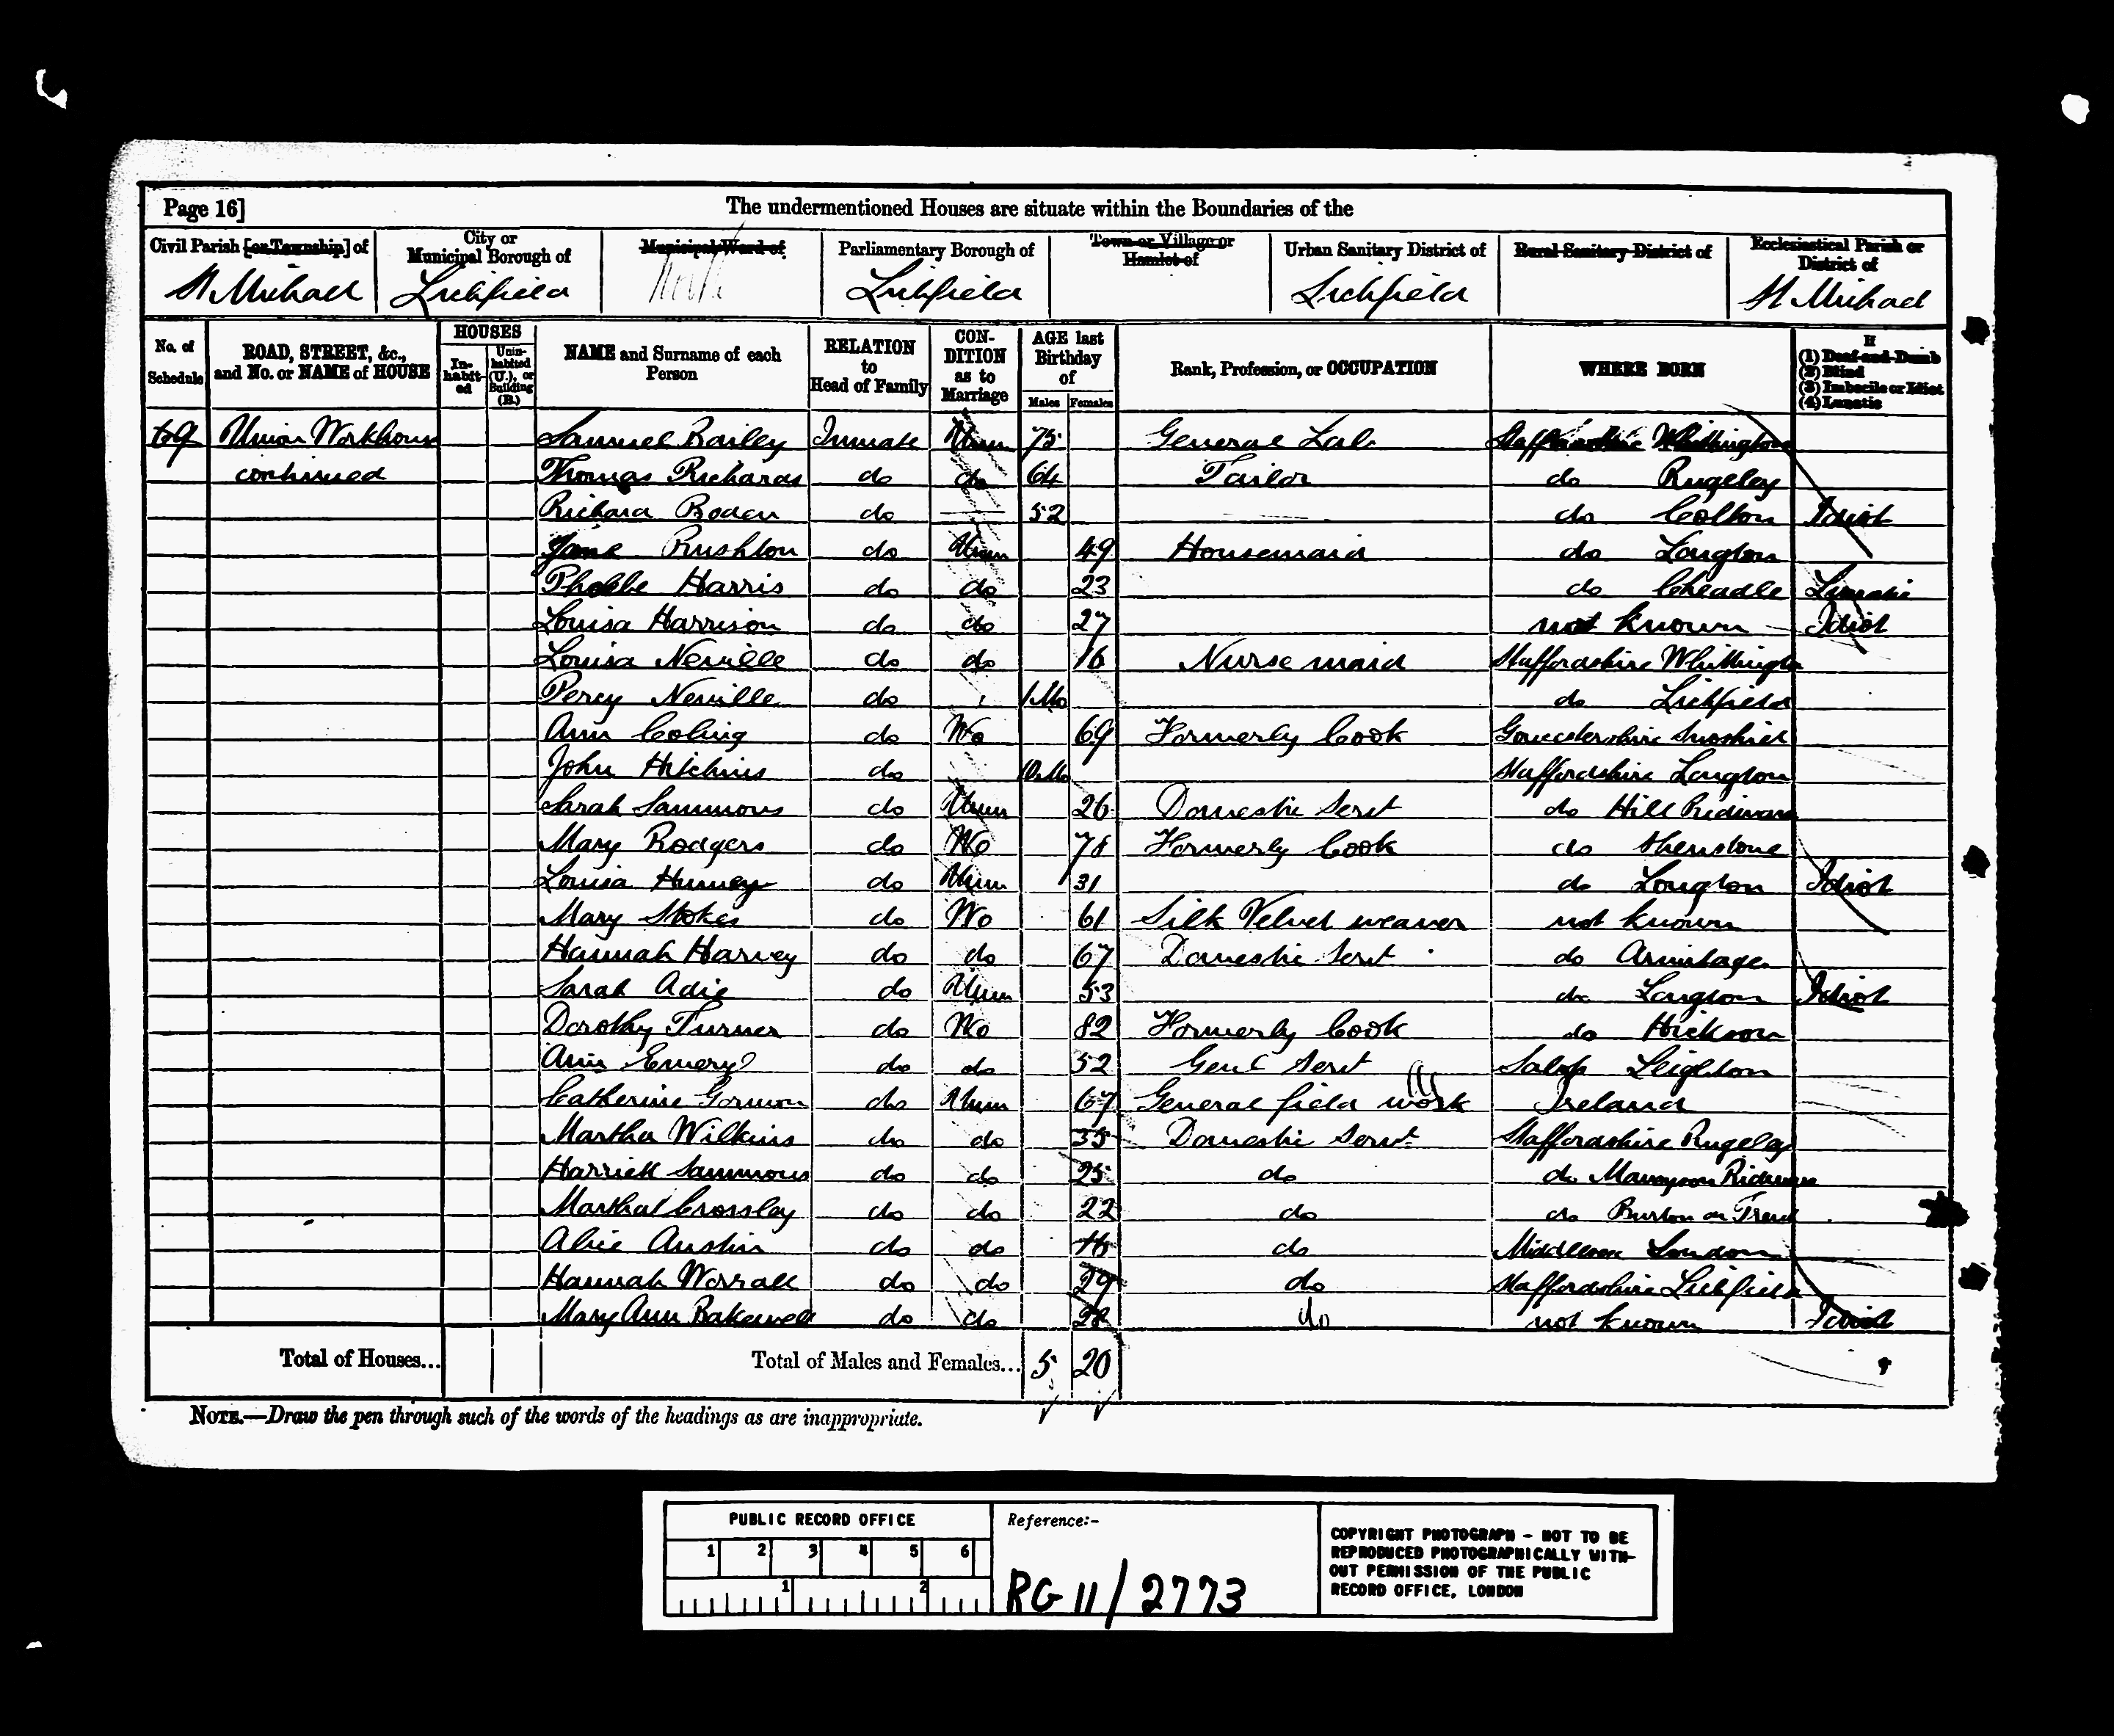 Page 16]
The undermentioned Houses are situate within the Boundaries of the
Civil Parish [or Township] of
City or Municipal Borough of
Municipal Ward of
Parliamentary Borough of
Town or Village or Hamlet of
Urban Sanitary District of
Rural Sanitary District of
Ecclesiastical Parish or District of
St Michael Lichfield North Lichfield Lichfield St Michael
No. of Schedule
ROAD, STREET, &c., and No. or NAME of HOUSE
HOUSES
In-habit-ed
Unin-habited (U.), or Building (B.)
NAME and Surname of each Person
RELATION to Head of Family
CON-DITION as to Marriage
AGE last Birthday of
Males Females
Rank, Profession, or OCCUPATION
WHERE BORN
If
(1) Deaf-and-Dumb
(2) Blind
(3) Imbecile or Idiot
(4) Lunatic
69 Union Workhouse Samuel Bailey Inmate Unm 75 General Lab Staffordshire Whittington
continued Thomas Richards do do 64 Tailor do Rugeley
Richard Boden do 52 do Colton Idiot
Jane Rushton do Unm 49 Housemaid do Longton
Phoebe Harris do do 23 do Cheadle Lunatic
Louisa Harrison do do 27 not known Idiot
Louisa Neville do do 16 Nurse maid Staffordshire Whittington
Percy Neville do 1 Mo do Lichfield
Ann do Wo 69 Formerly Cook
John Hitchins do 10 Mo Staffordshire Longton
Sarah Sammons do Unm 26 Domestic Servt do Hill Ridware
Mary Rodgers do Wo 78 Formerly Cook do Shenstone
Louisa do Unm 31 do Longton Idiot
Mary Stokes do Wo 61 Silk Velvet weaver not known
Hannah Harvey do do 67 Domestic Servt do Armitage
Sarah Adie do Unm 53 do Longdon Idiot
Dorothy Turner do Wo 82 Formerly Cook do Hickson
Ann Emery do do 52 Genl Servt Salop Leighton
Catherine Gormon do Unm 67 General field work Ireland
Martha Wilkins do do 35 Domestic Servt Staffordshire Rugeley
Harriett Sammons do do 25 do do Ridware
Martha Crossley do do 22 do do Burton on Trent
Alice Austin do do 16 do Middlesex London
Hannah Worrall do do 29 do Staffordshire Lichfield
Mary Ann Bakewell do do 28 do not known Idiot
Total of Houses... Total of Males and Females... 5 20
NOTE.—Draw the pen through such of the words of the headings as are inappropriate.
PUBLIC RECORD OFFICE
1 2 3 4 5 6
1 2
Reference:-
RG 11/2773
COPYRIGHT PHOTOGRAPH - NOT TO BE
REPRODUCED PHOTOGRAPHICALLY WITH-
OUT PERMISSION OF THE PUBLIC
RECORD OFFICE, LONDON